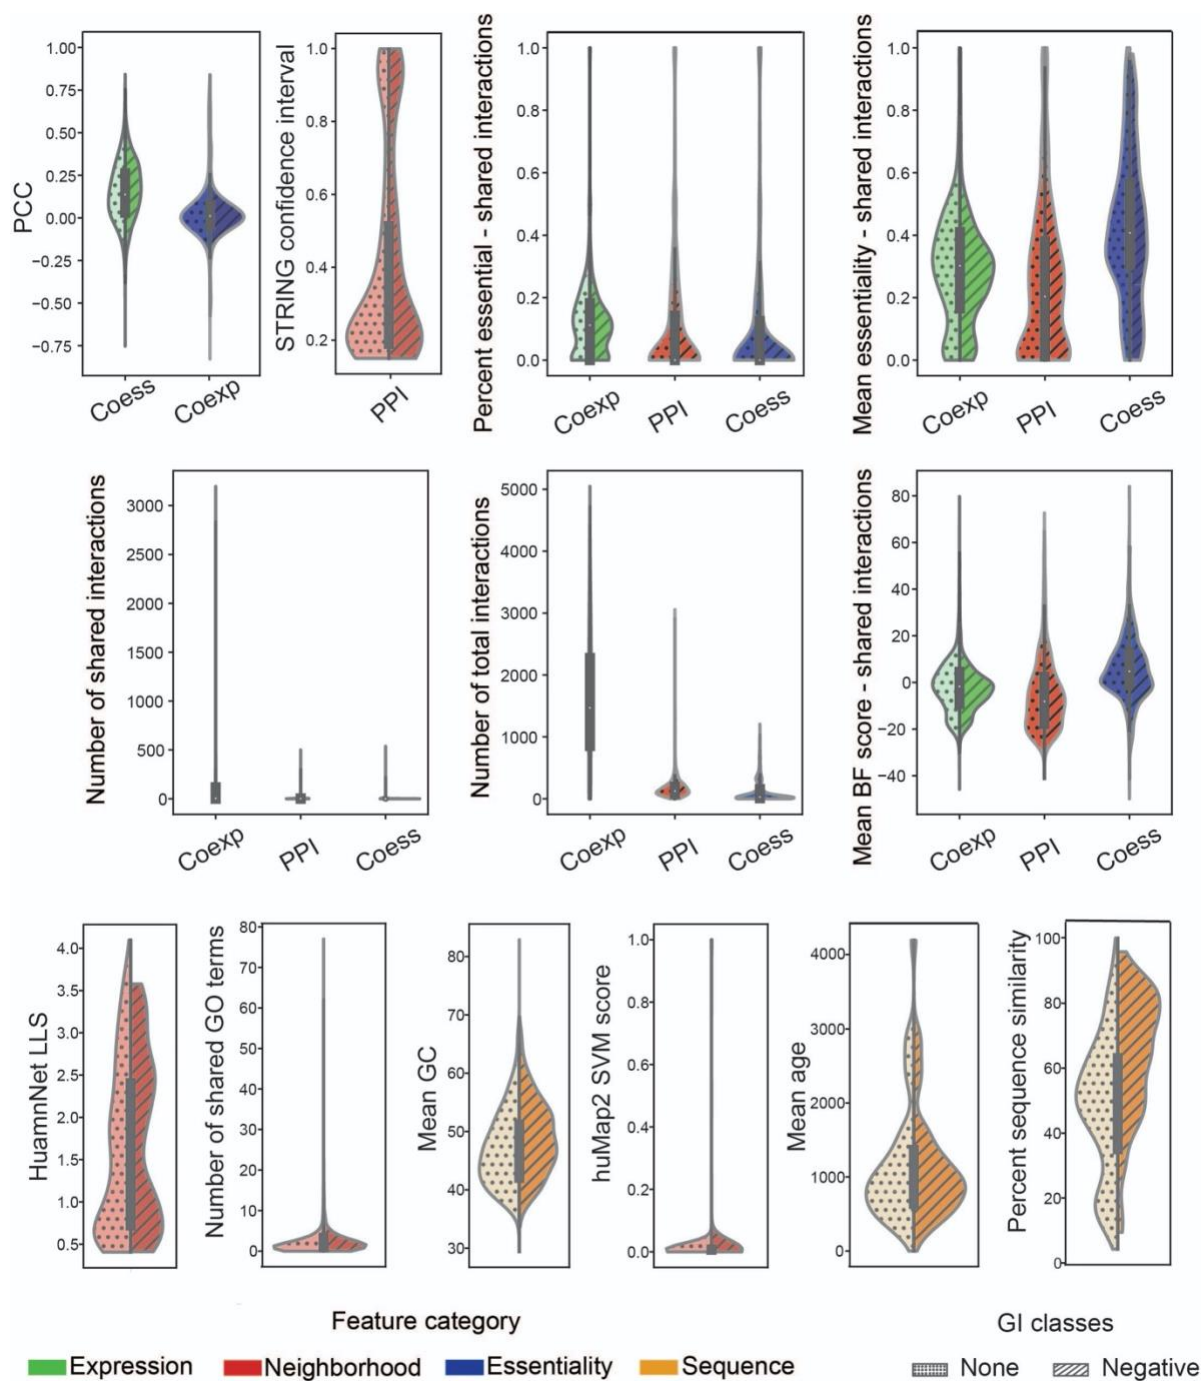 PCC
1.00
0.75
0.50
0.25
0.00
−0.25
−0.50
−0.75
Coess
Coexp
STRING confidence interval
1.0
0.8
0.6
0.4
0.2
PPI
Percent essential - shared interactions
1.0
0.8
0.6
0.4
0.2
0.0
Coexp
PPI
Coess
Mean essentiality - shared interactions
1.0
0.8
0.6
0.4
0.2
0.0
Coexp
PPI
Coess
Number of shared interactions
3000
2500
2000
1500
1000
500
0
Coexp
PPI
Coess
Number of total interactions
5000
4000
3000
2000
1000
0
Coexp
PPI
Coess
Mean BF score - shared interactions
80
60
40
20
0
−20
−40
Coexp
PPI
Coess
HuamnNet LLS
4.0
3.5
3.0
2.5
2.0
1.5
1.0
0.5
Number of shared GO terms
80
70
60
50
40
30
20
10
0
Mean GC
80
70
60
50
40
30
huMap2 SVM score
1.0
0.8
0.6
0.4
0.2
0.0
Mean age
4000
3000
2000
1000
0
Percent sequence similarity
100
80
60
40
20
0
Feature category
GI classes
Expression Neighborhood Essentiality Sequence None Negative